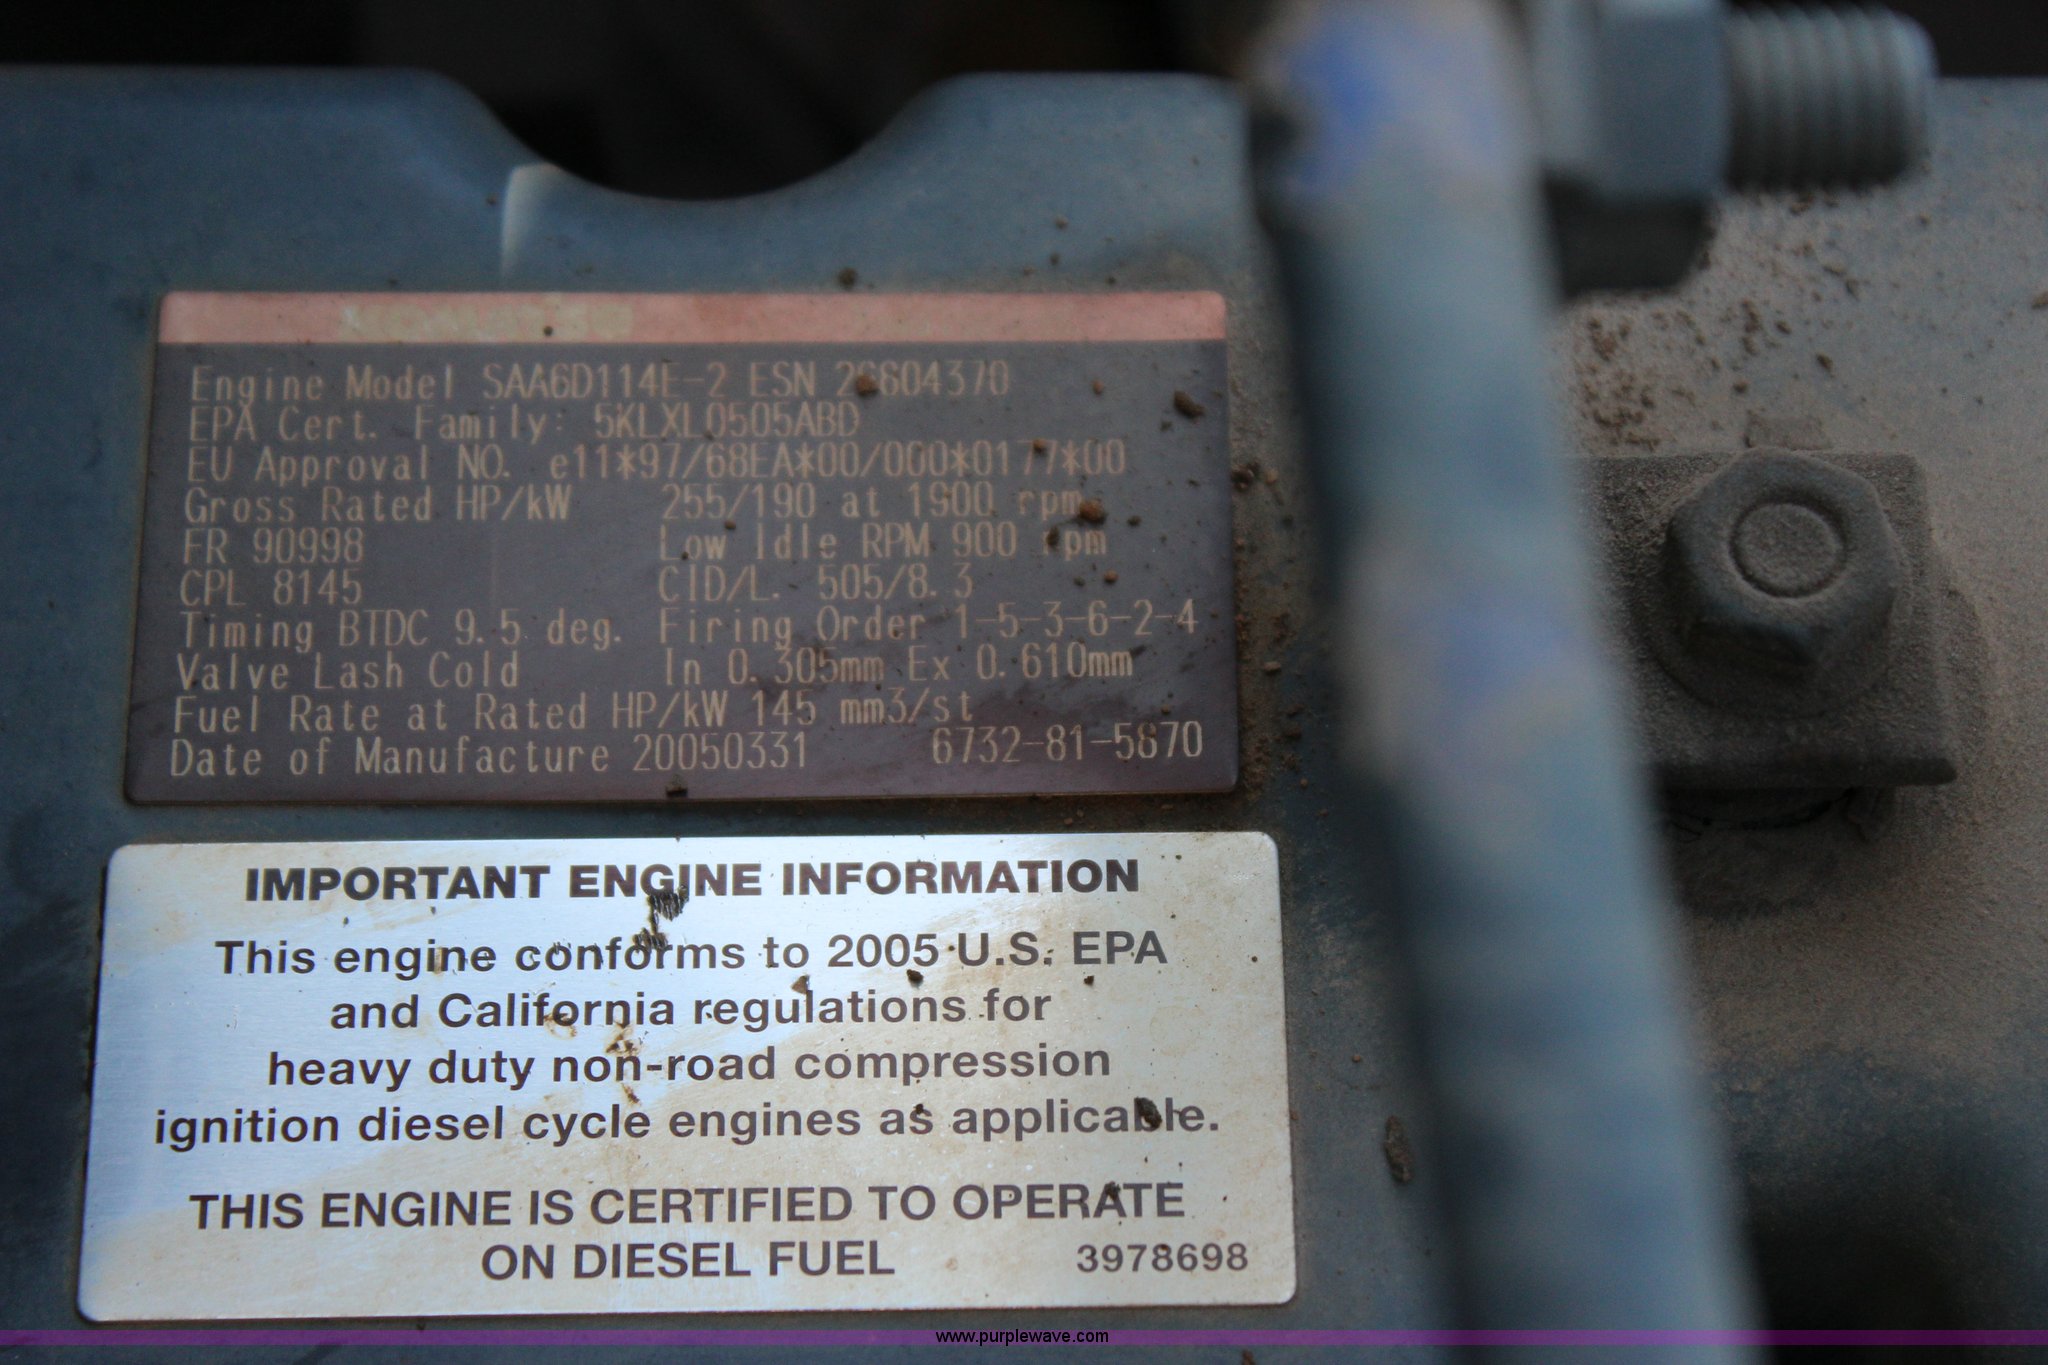 KOMATSU
Engine Model SAA6D114E-2 ESN 26604370
EPA Cert. Family: 5KLXL0505ABD
EU Approval NO. e11*97/68EA*00/000*0177*00
Gross Rated HP/kW 255/190 at 1900 rpm
FR 90998 Low Idle RPM 900 rpm
CPL 8145 CID/L. 505/8.3
Timing BTDC 9.5 deg. Firing Order 1-5-3-6-2-4
Valve Lash Cold In 0.305mm Ex 0.610mm
Fuel Rate at Rated HP/kW 145 mm3/st
Date of Manufacture 20050331 6732-81-5870
IMPORTANT ENGINE INFORMATION
This engine conforms to 2005 U.S. EPA
and California regulations for
heavy duty non-road compression
ignition diesel cycle engines as applicable.
THIS ENGINE IS CERTIFIED TO OPERATE
ON DIESEL FUEL 3978698
www.purplewave.com